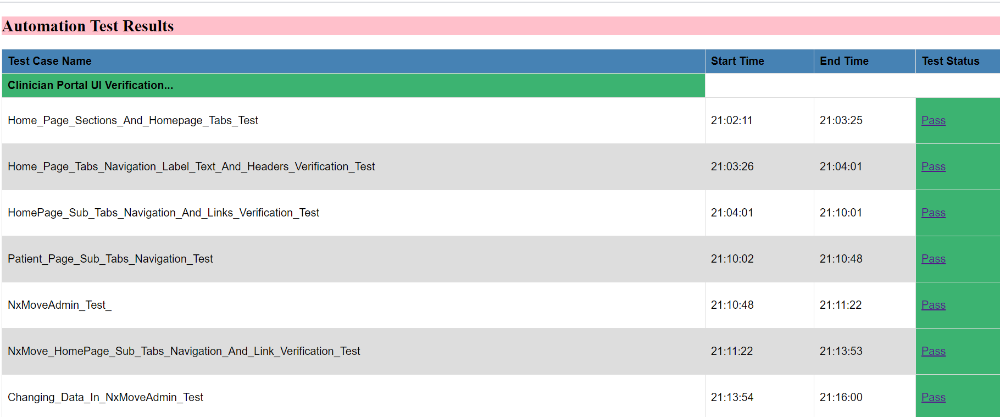 Automation Test Results
Test Case Name Start Time End Time Test Status
Clinician Portal UI Verification...
Home_Page_Sections_And_Homepage_Tabs_Test 21:02:11 21:03:25 Pass
Home_Page_Tabs_Navigation_Label_Text_And_Headers_Verification_Test 21:03:26 21:04:01 Pass
HomePage_Sub_Tabs_Navigation_And_Links_Verification_Test 21:04:01 21:10:01 Pass
Patient_Page_Sub_Tabs_Navigation_Test 21:10:02 21:10:48 Pass
NxMoveAdmin_Test_ 21:10:48 21:11:22 Pass
NxMove_HomePage_Sub_Tabs_Navigation_And_Link_Verification_Test 21:11:22 21:13:53 Pass
Changing_Data_In_NxMoveAdmin_Test 21:13:54 21:16:00 Pass